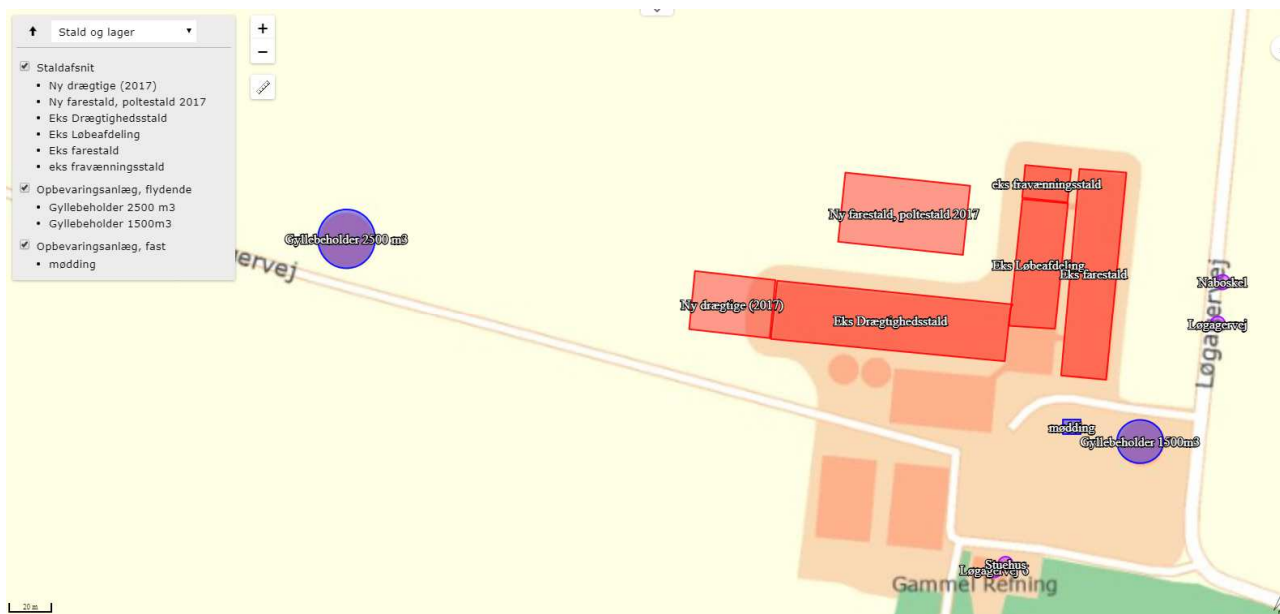 Stald og lager
Staldafsnit
Ny drægtige (2017)
Ny farestald, poltestald 2017
Eks Drægtighedsstald
Eks Løbeafdeling
Eks farestald
eks fravænningsstald
Opbevaringsanlæg, flydende
Gyllebeholder 2500 m3
Gyllebeholder 1500m3
Opbevaringsanlæg, fast
mødding
+
−
eks fravænningsstald
Ny farestald, poltestald 2017
Gyllebeholder 2500 m3
ervej
Eks Løbeafdeling
Eks farestald
Naboskel
Ny drægtige (2017)
Eks Drægtighedsstald
Løgagervej
Løgagervej
mødding
Gyllebeholder 1500m3
Stuehus
Gammel Refning
20 m